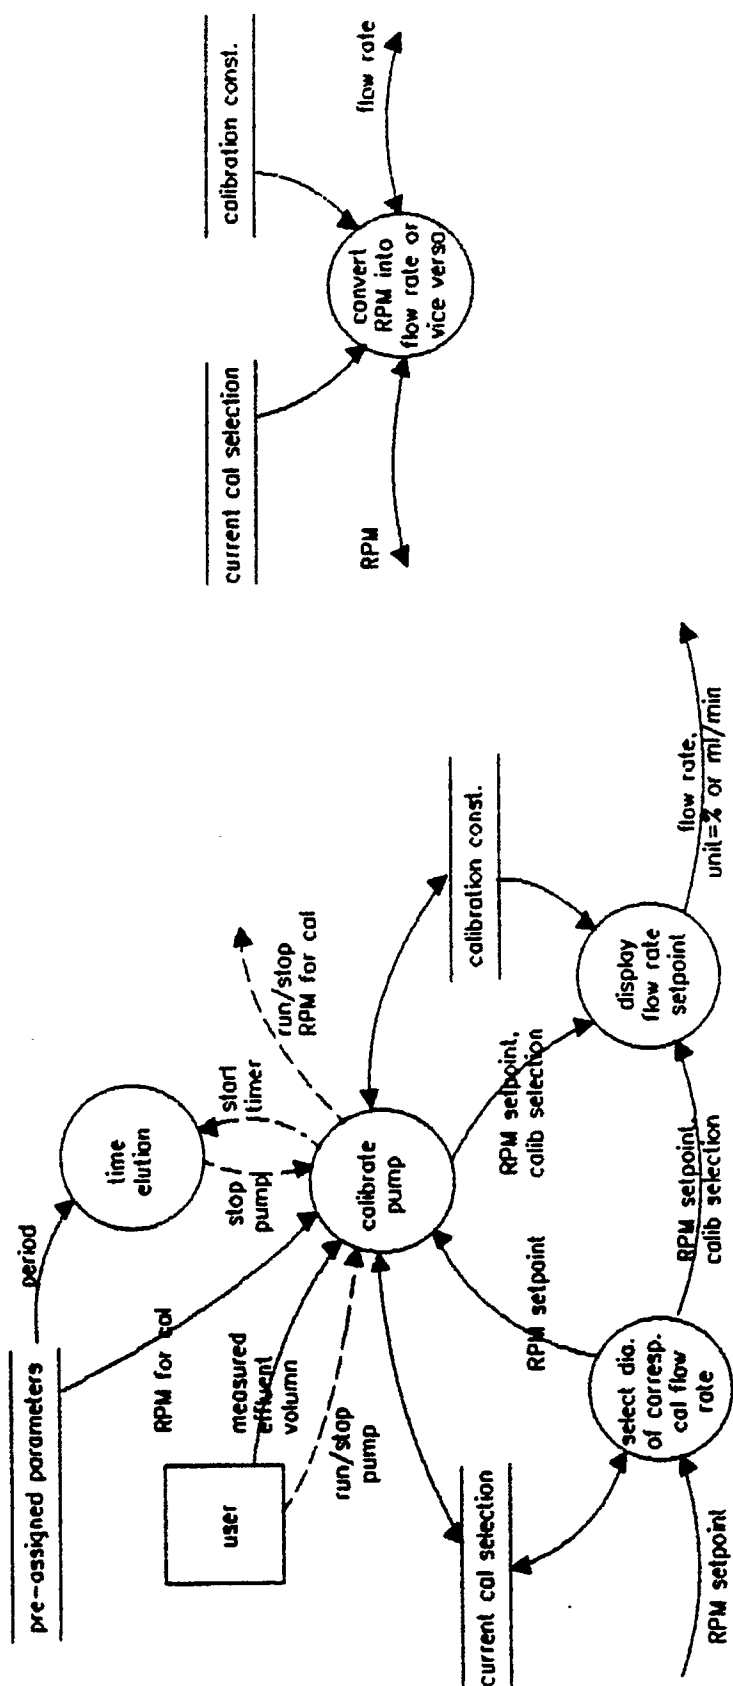 pre-assigned parameters
period
time
elution
RPM for cal
stop
pump
start
timer
run/stop
RPM for cal
user
measured
effluent
volumn
run/stop
pump
calibrate
pump
current cal selection
RPM setpoint
RPM setpoint,
calib selection
calibration const.
RPM setpoint
select dia.
of corresp.
cal flow
rate
RPM setpoint,
calib selection
display
flow rate
setpoint
flow rate,
unit=% or ml/min
current cal selection
calibration const.
RPM
convert
RPM into
flow rate or
vice versa
flow rate